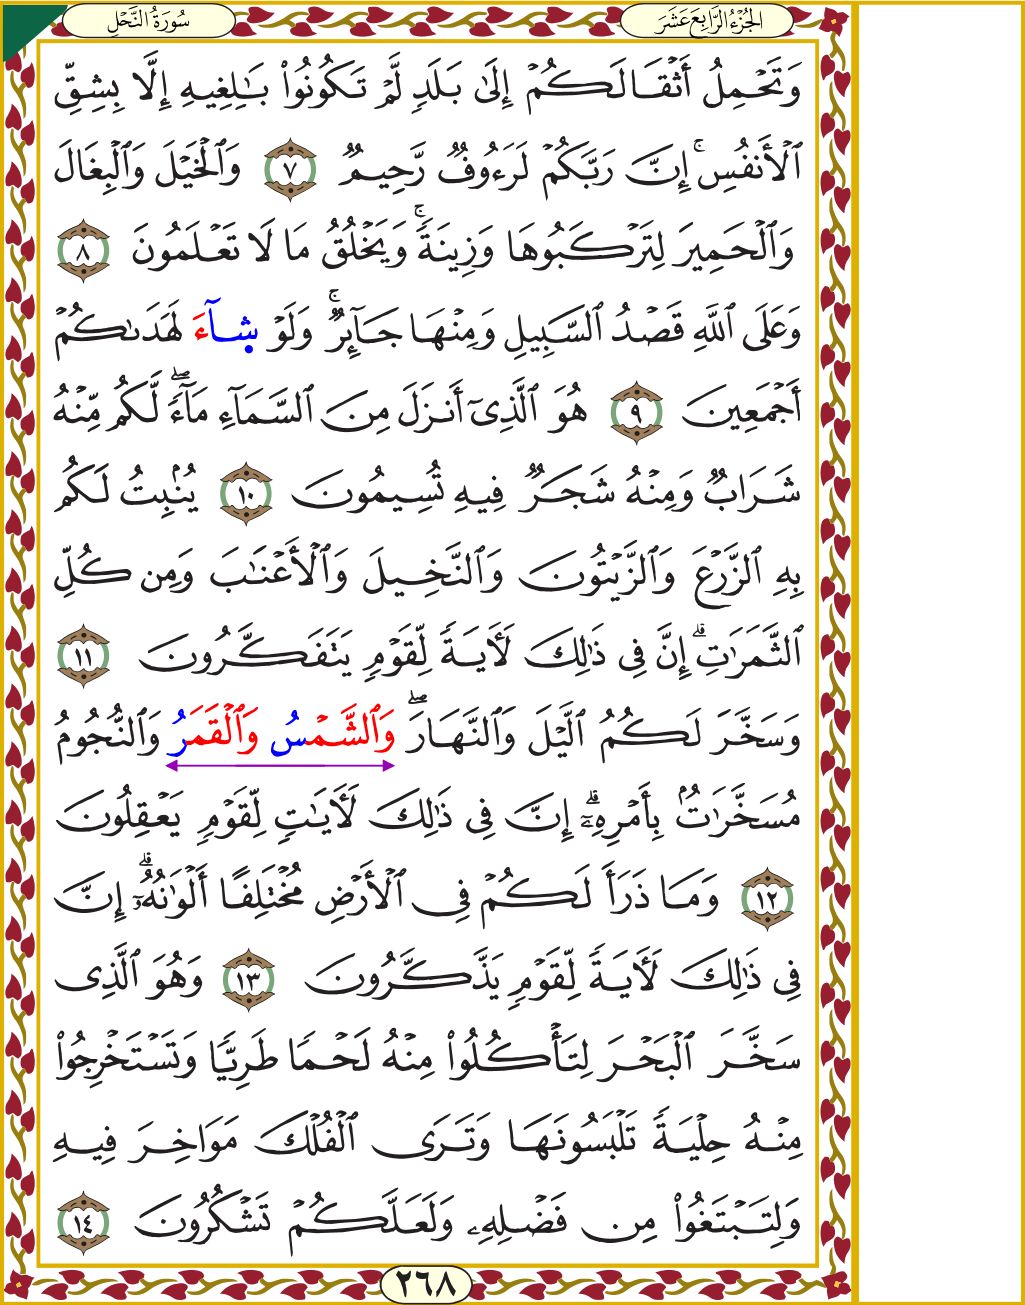 سُورَةُ النَّحْلِ
الجُزْءُ الرَّابِعَ عَشَرَ
وَتَحۡمِلُ أَثۡقَالَكُمۡ إِلَىٰ بَلَدٖ لَّمۡ تَكُونُواْ بَٰلِغِيهِ إِلَّا بِشِقِّ
ٱلۡأَنفُسِۚ إِنَّ رَبَّكُمۡ لَرَءُوفٞ رَّحِيمٞ ٧ وَٱلۡخَيۡلَ وَٱلۡبِغَالَ
وَٱلۡحَمِيرَ لِتَرۡكَبُوهَا وَزِينَةٗۚ وَيَخۡلُقُ مَا لَا تَعۡلَمُونَ ٨
وَعَلَى ٱللَّهِ قَصۡدُ ٱلسَّبِيلِ وَمِنۡهَا جَآئِرٞۚ وَلَوۡ شَآءَ لَهَدَىٰكُمۡ
أَجۡمَعِينَ ٩ هُوَ ٱلَّذِيٓ أَنزَلَ مِنَ ٱلسَّمَآءِ مَآءٗۖ لَّكُم مِّنۡهُ
شَرَابٞ وَمِنۡهُ شَجَرٞ فِيهِ تُسِيمُونَ ١٠ يُنۢبِتُ لَكُم
بِهِ ٱلزَّرۡعَ وَٱلزَّيۡتُونَ وَٱلنَّخِيلَ وَٱلۡأَعۡنَٰبَ وَمِن كُلِّ
ٱلثَّمَرَٰتِۚ إِنَّ فِي ذَٰلِكَ لَأٓيَةٗ لِّقَوۡمٖ يَتَفَكَّرُونَ ١١
وَسَخَّرَ لَكُمُ ٱلَّيۡلَ وَٱلنَّهَارَۖ وَٱلشَّمۡسُ وَٱلۡقَمَرُ وَٱلنُّجُومُ
مُسَخَّرَٰتُۢ بِأَمۡرِهِۦٓۚ إِنَّ فِي ذَٰلِكَ لَأٓيَٰتٖ لِّقَوۡمٖ يَعۡقِلُونَ
١٢ وَمَا ذَرَأَ لَكُمۡ فِي ٱلۡأَرۡضِ مُخۡتَلِفًا أَلۡوَٰنُهُۥٓۚ إِنَّ
فِي ذَٰلِكَ لَأٓيَةٗ لِّقَوۡمٖ يَذَّكَّرُونَ ١٣ وَهُوَ ٱلَّذِي
سَخَّرَ ٱلۡبَحۡرَ لِتَأۡكُلُواْ مِنۡهُ لَحۡمٗا طَرِيّٗا وَتَسۡتَخۡرِجُواْ
مِنۡهُ حِلۡيَةٗ تَلۡبَسُونَهَا وَتَرَى ٱلۡفُلۡكَ مَوَاخِرَ فِيهِ
وَلِتَبۡتَغُواْ مِن فَضۡلِهِۦ وَلَعَلَّكُمۡ تَشۡكُرُونَ ١٤
٢٦٨